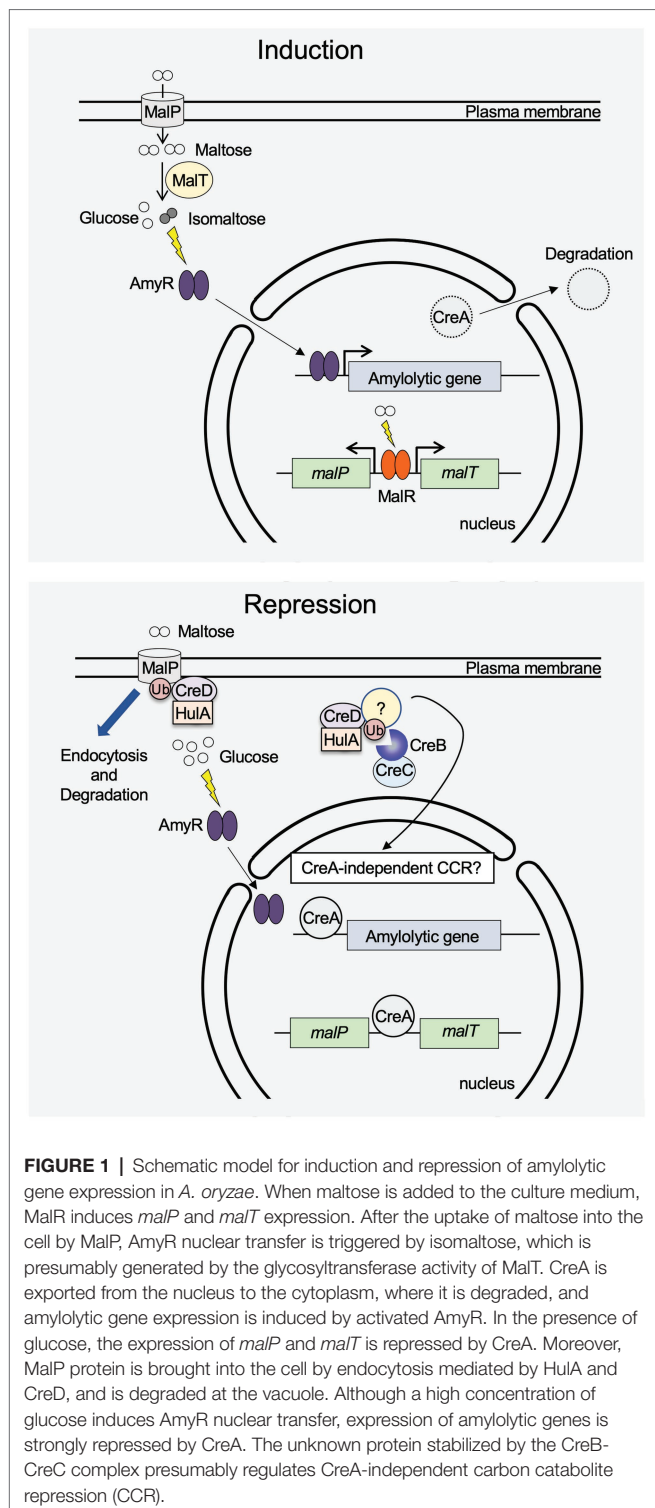 Induction
MalP
Plasma membrane
Maltose
MalT
Glucose
Isomaltose
AmyR
Degradation
CreA
Amylolytic gene
malP
malT
MalR
nucleus
Repression
Maltose
MalP
Plasma membrane
Ub
CreD
HulA
Endocytosis
and
Degradation
Glucose
AmyR
?
CreD
Ub
HulA
CreB
CreC
CreA-independent CCR?
CreA
Amylolytic gene
malP
CreA
malT
nucleus
FIGURE 1 | Schematic model for induction and repression of amylolytic
gene expression in A. oryzae. When maltose is added to the culture medium,
MalR induces malP and malT expression. After the uptake of maltose into the
cell by MalP, AmyR nuclear transfer is triggered by isomaltose, which is
presumably generated by the glycosyltransferase activity of MalT. CreA is
exported from the nucleus to the cytoplasm, where it is degraded, and
amylolytic gene expression is induced by activated AmyR. In the presence of
glucose, the expression of malP and malT is repressed by CreA. Moreover,
MalP protein is brought into the cell by endocytosis mediated by HulA and
CreD, and is degraded at the vacuole. Although a high concentration of
glucose induces AmyR nuclear transfer, expression of amylolytic genes is
strongly repressed by CreA. The unknown protein stabilized by the CreB-
CreC complex presumably regulates CreA-independent carbon catabolite
repression (CCR).